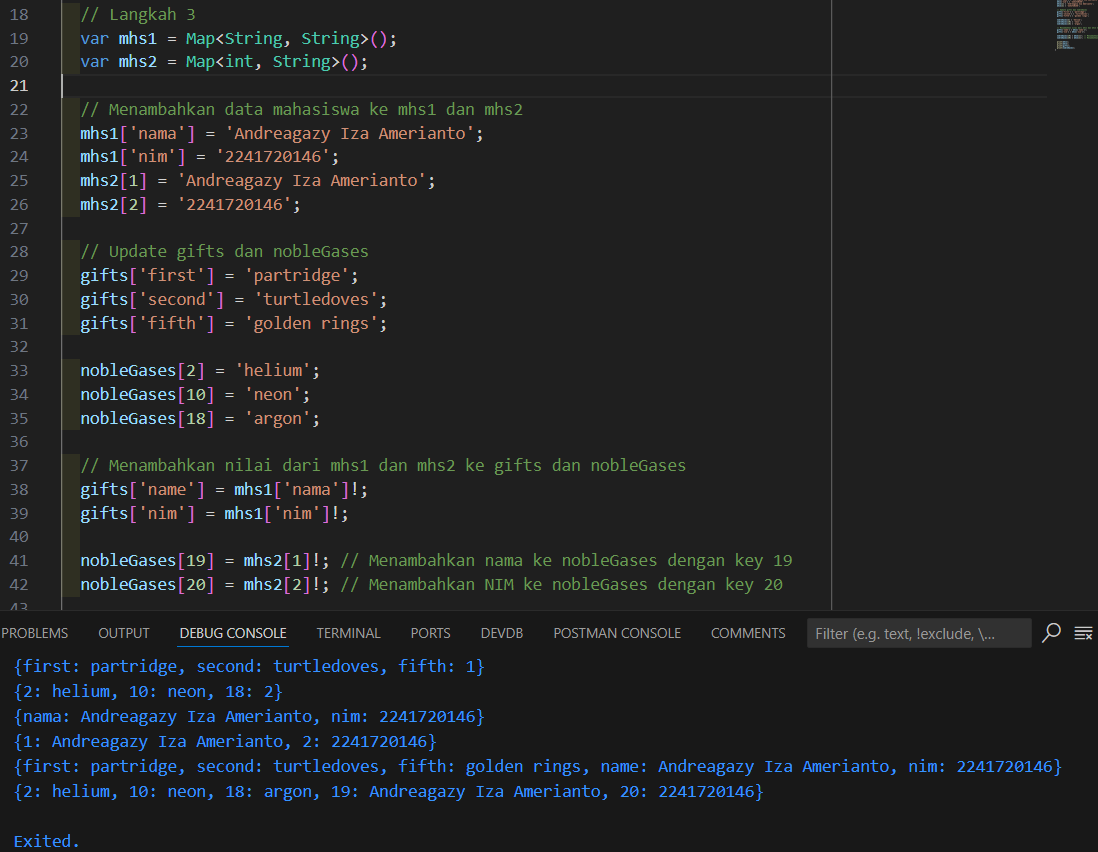 18 // Langkah 3
19 var mhs1 = Map<String, String>();
20 var mhs2 = Map<int, String>();
21
22 // Menambahkan data mahasiswa ke mhs1 dan mhs2
23 mhs1['nama'] = 'Andreagazy Iza Amerianto';
24 mhs1['nim'] = '2241720146';
25 mhs2[1] = 'Andreagazy Iza Amerianto';
26 mhs2[2] = '2241720146';
27
28 // Update gifts dan nobleGases
29 gifts['first'] = 'partridge';
30 gifts['second'] = 'turtledoves';
31 gifts['fifth'] = 'golden rings';
32
33 nobleGases[2] = 'helium';
34 nobleGases[10] = 'neon';
35 nobleGases[18] = 'argon';
36
37 // Menambahkan nilai dari mhs1 dan mhs2 ke gifts dan nobleGases
38 gifts['name'] = mhs1['nama']!;
39 gifts['nim'] = mhs1['nim']!;
40
41 nobleGases[19] = mhs2[1]!; // Menambahkan nama ke nobleGases dengan key 19
42 nobleGases[20] = mhs2[2]!; // Menambahkan NIM ke nobleGases dengan key 20
43
PROBLEMS OUTPUT DEBUG CONSOLE TERMINAL PORTS DEVDB POSTMAN CONSOLE COMMENTS Filter (e.g. text, !exclude, \...
{first: partridge, second: turtledoves, fifth: 1}
{2: helium, 10: neon, 18: 2}
{nama: Andreagazy Iza Amerianto, nim: 2241720146}
{1: Andreagazy Iza Amerianto, 2: 2241720146}
{first: partridge, second: turtledoves, fifth: golden rings, name: Andreagazy Iza Amerianto, nim: 2241720146}
{2: helium, 10: neon, 18: argon, 19: Andreagazy Iza Amerianto, 20: 2241720146}
Exited.